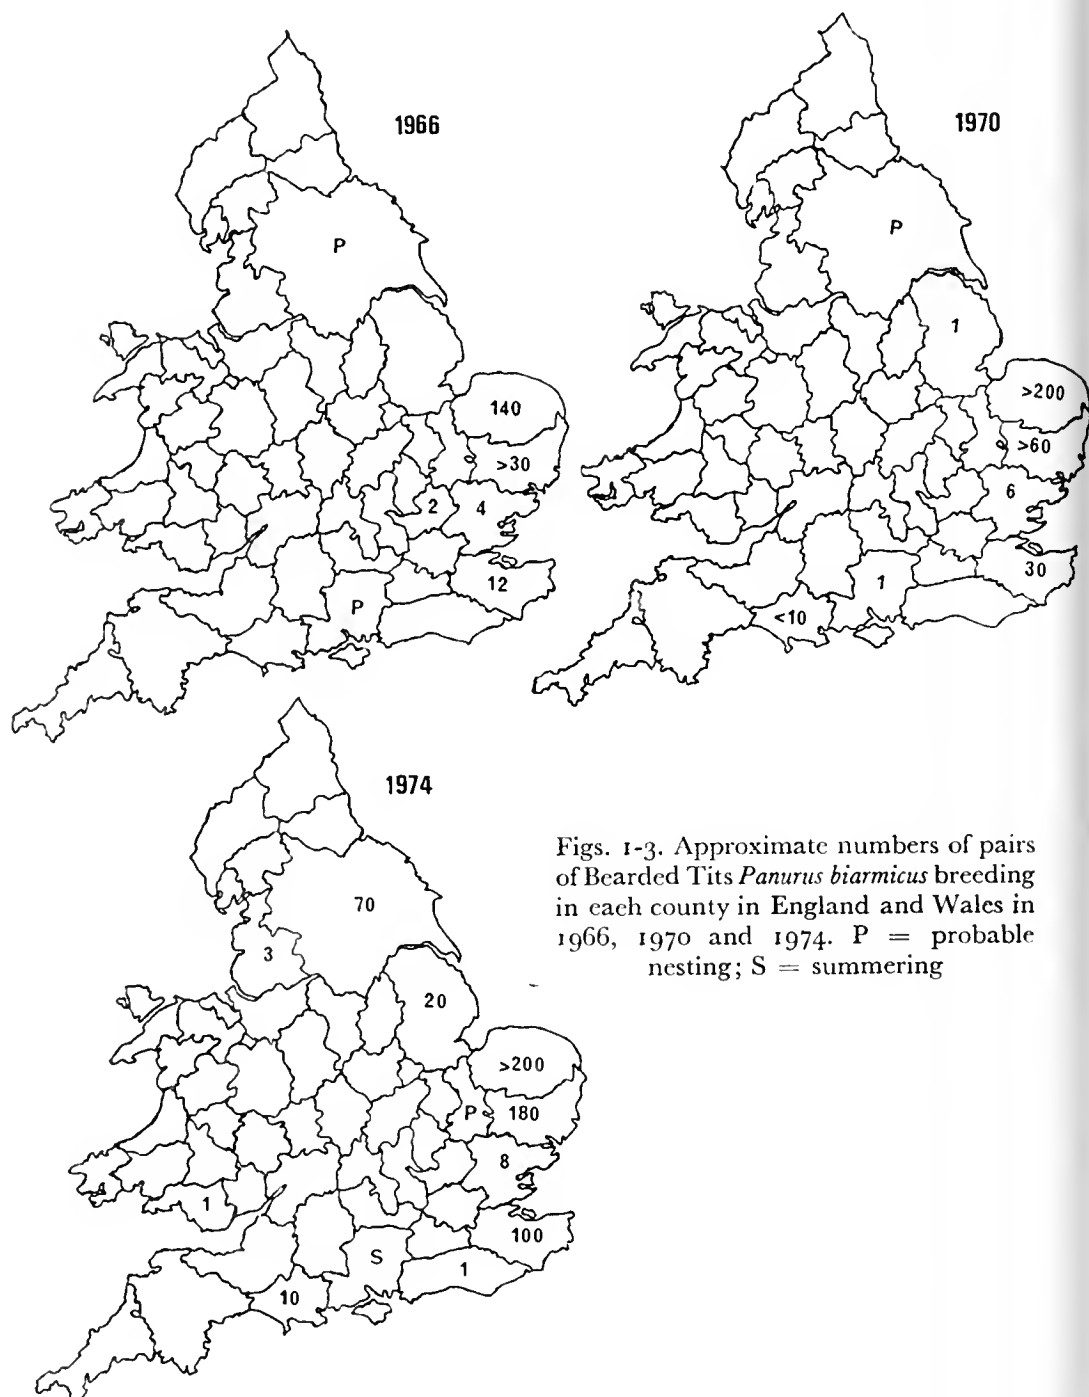 1966
P
140
>30
2
4
12
P
1970
P
1
>200
>60
6
30
1
<10
1974
70
3
20
>200
P
180
8
1
100
S
1
10
Figs. 1-3. Approximate numbers of pairs
of Bearded Tits Panurus biarmicus breeding
in each county in England and Wales in
1966, 1970 and 1974. P = probable
nesting; S = summering